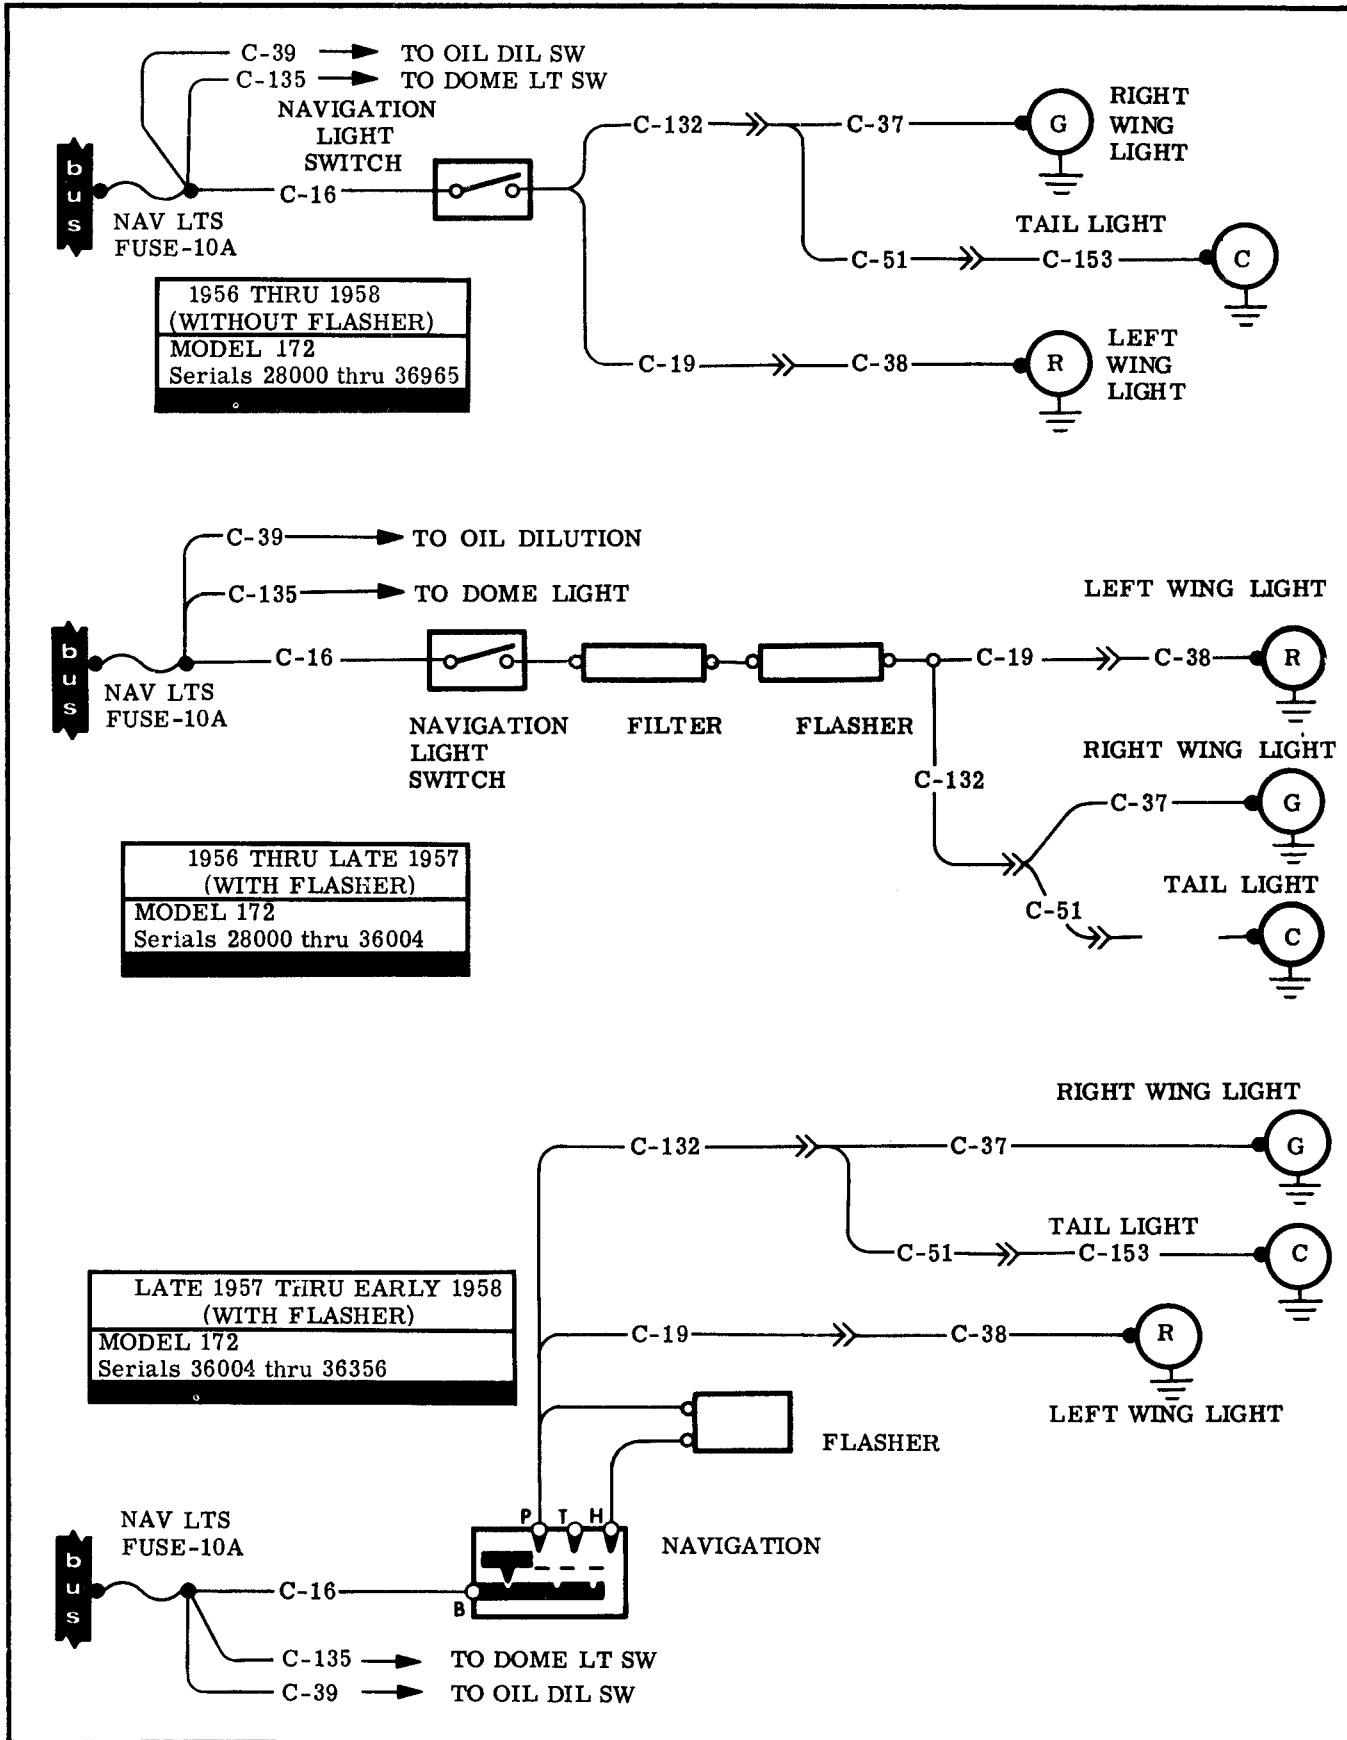 C-39 TO OIL DIL SW
C-135 TO DOME LT SW
NAVIGATION
LIGHT
SWITCH
bus
NAV LTS
FUSE-10A
C-16
C-132
C-37
G
RIGHT
WING
LIGHT
TAIL LIGHT
C-51
C-153
C
C-19
C-38
R
LEFT
WING
LIGHT
1956 THRU 1958
(WITHOUT FLASHER)
MODEL 172
Serials 28000 thru 36965
C-39 TO OIL DILUTION
C-135 TO DOME LIGHT
bus
NAV LTS
FUSE-10A
C-16
NAVIGATION
LIGHT
SWITCH
FILTER
FLASHER
LEFT WING LIGHT
C-19
C-38
R
RIGHT WING LIGHT
C-132
C-37
G
TAIL LIGHT
C-51
C
1956 THRU LATE 1957
(WITH FLASHER)
MODEL 172
Serials 28000 thru 36004
RIGHT WING LIGHT
C-132
C-37
G
TAIL LIGHT
C-51
C-153
C
LATE 1957 THRU EARLY 1958
(WITH FLASHER)
MODEL 172
Serials 36004 thru 36356
C-19
C-38
R
LEFT WING LIGHT
FLASHER
NAV LTS
FUSE-10A
bus
P T H
NAVIGATION
C-16
B
C-135 TO DOME LT SW
C-39 TO OIL DIL SW